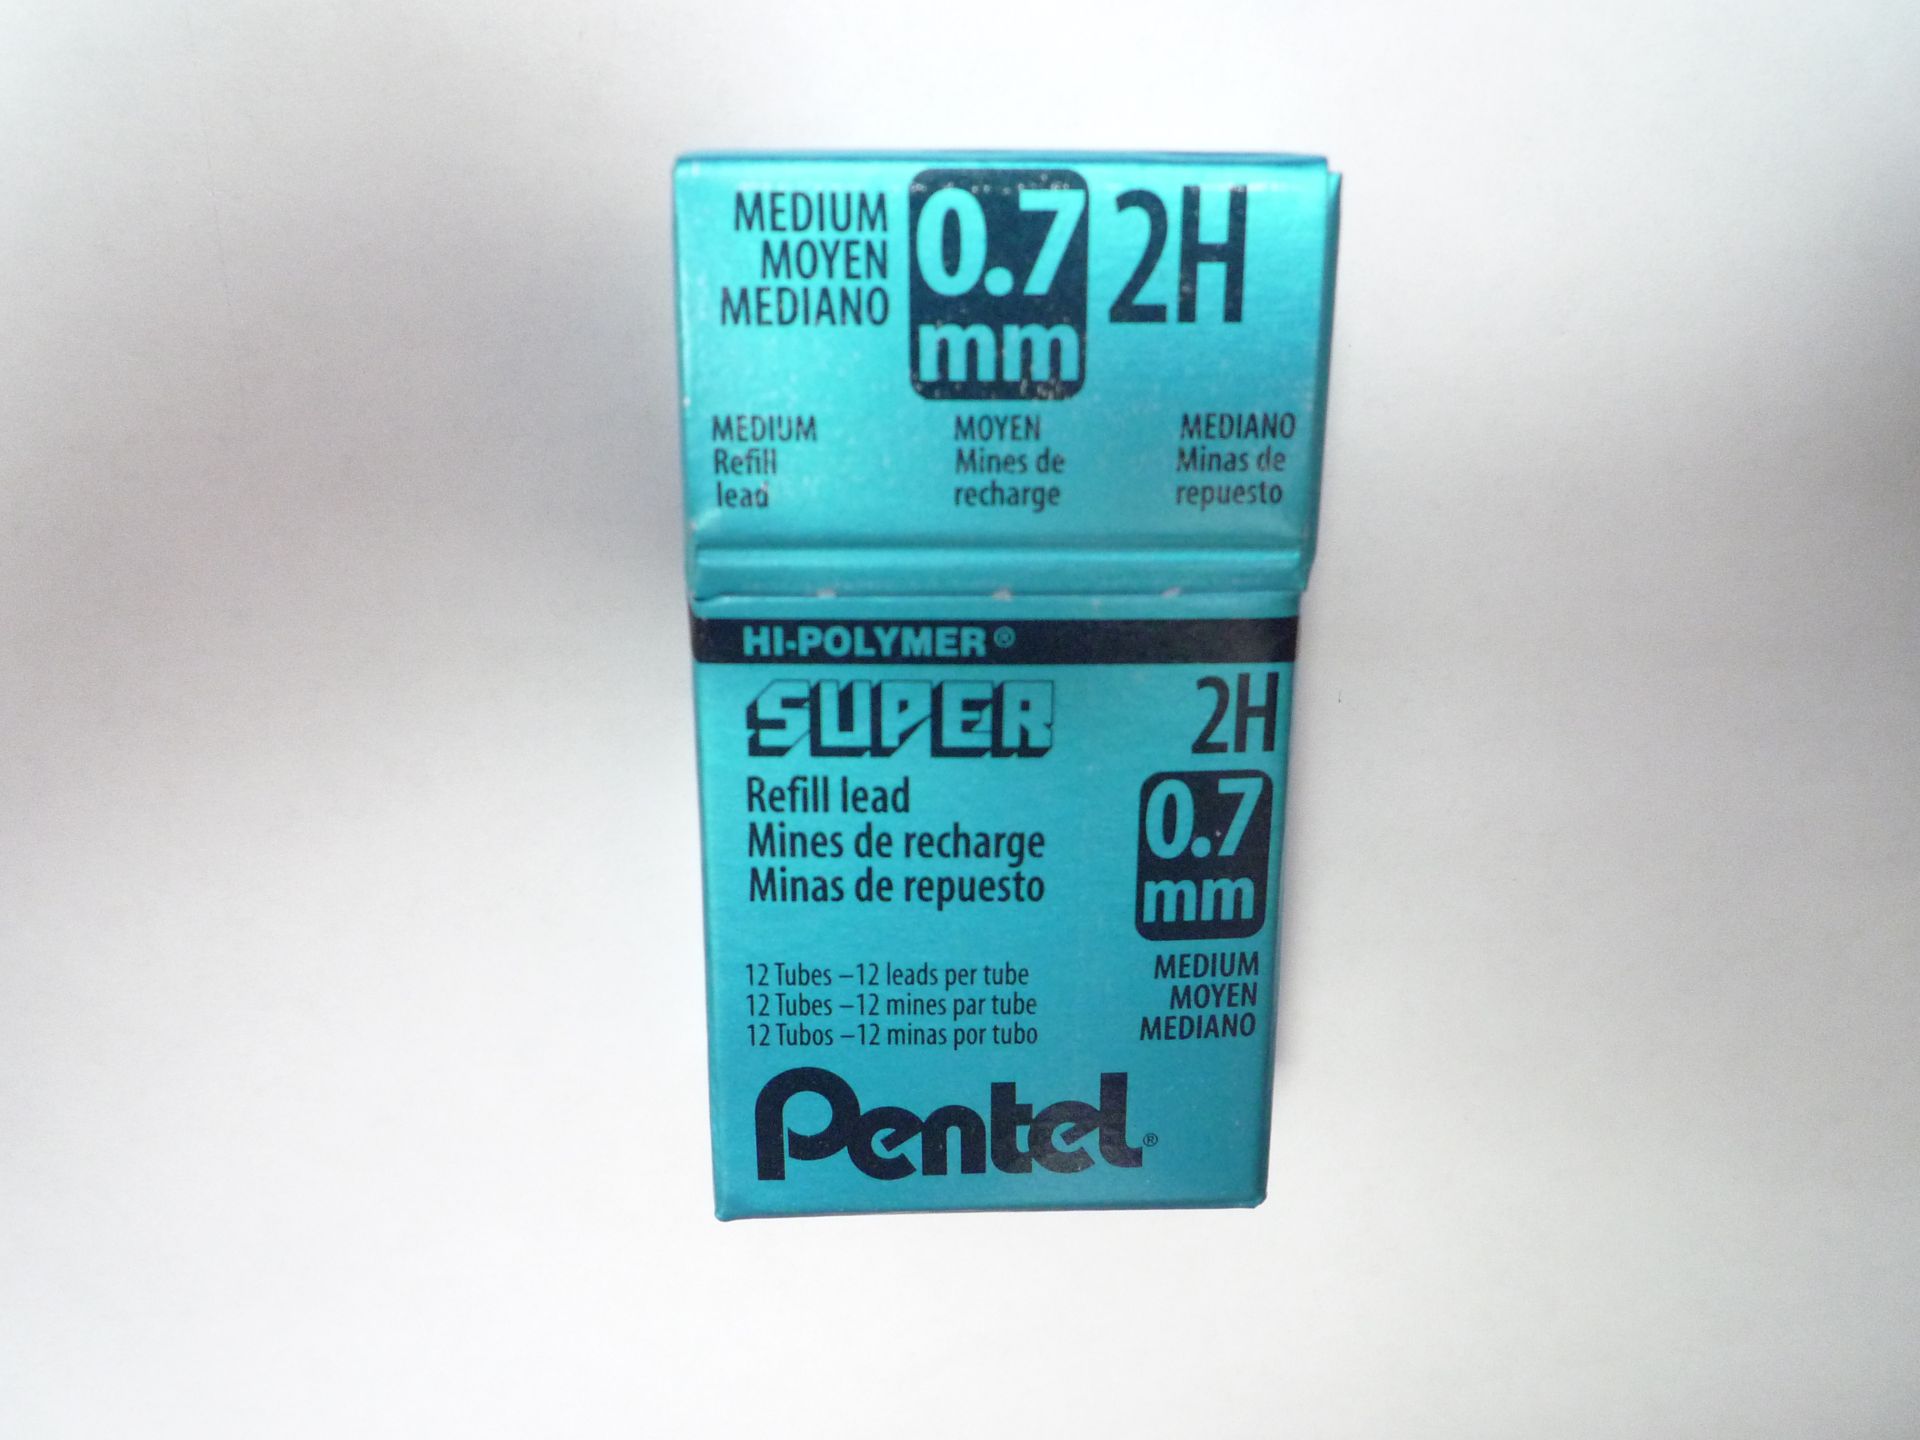 MEDIUM
MOYEN
MEDIANO
0.7
mm
2H
MEDIUM
Refill
lead
MOYEN
Mines de
recharge
MEDIANO
Minas de
repuesto
HI-POLYMER®
SUPER
2H
Refill lead
Mines de recharge
Minas de repuesto
0.7
mm
12 Tubes –12 leads per tube
12 Tubes –12 mines par tube
12 Tubos –12 minas por tubo
MEDIUM
MOYEN
MEDIANO
Pentel®